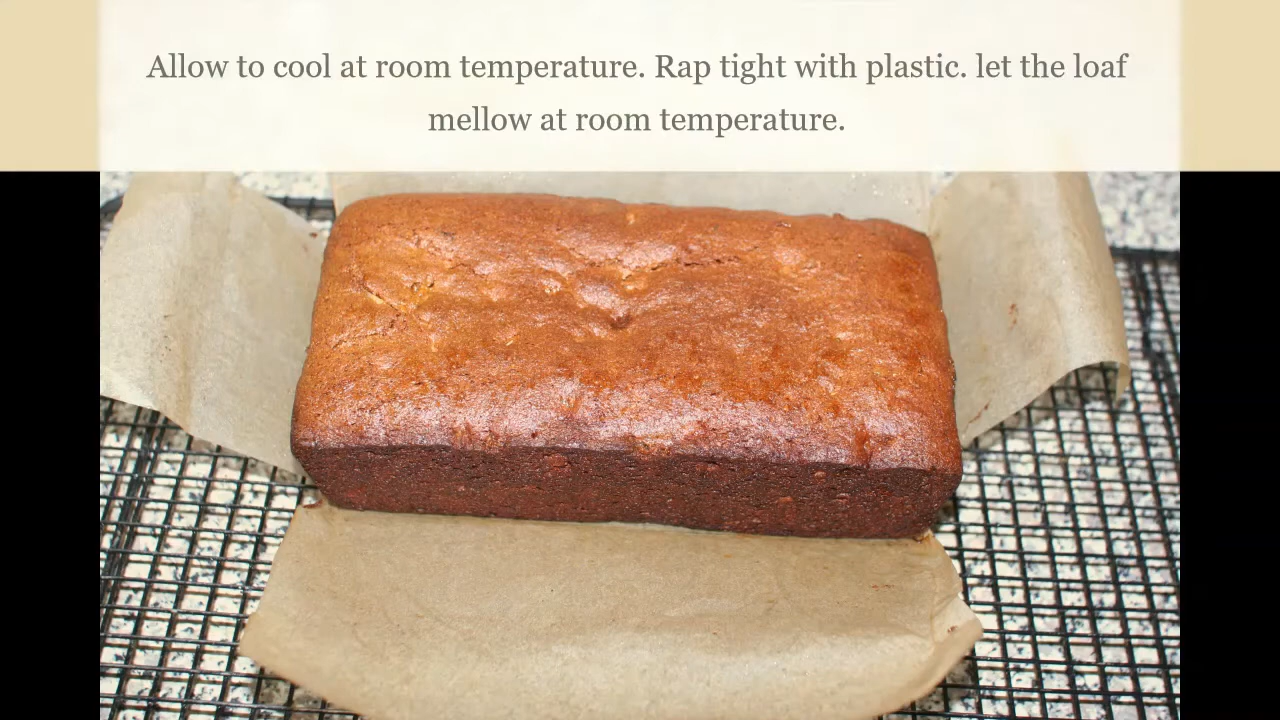 Allow to cool at room temperature. Rap tight with plastic. let the loaf
mellow at room temperature.